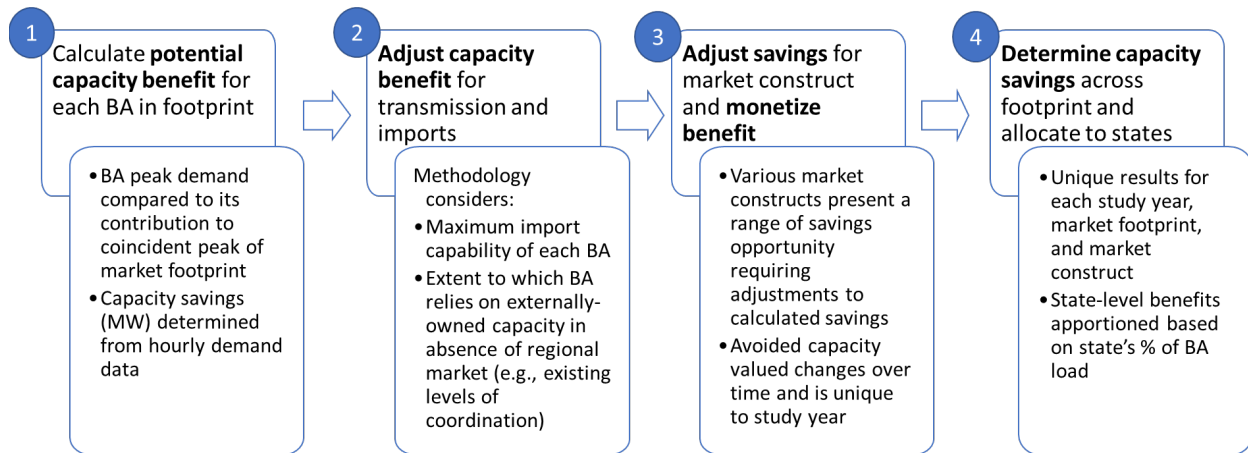 1
Calculate potential
capacity benefit for
each BA in footprint
•BA peak demand
compared to its
contribution to
coincident peak of
market footprint
•Capacity savings
(MW) determined
from hourly demand
data
2
Adjust capacity
benefit for
transmission and
imports
Methodology
considers:
•Maximum import
capability of each BA
•Extent to which BA
relies on externally-
owned capacity in
absence of regional
market (e.g., existing
levels of
coordination)
3
Adjust savings for
market construct
and monetize
benefit
•Various market
constructs present a
range of savings
opportunity
requiring
adjustments to
calculated savings
•Avoided capacity
valued changes over
time and is unique
to study year
4
Determine capacity
savings across
footprint and
allocate to states
•Unique results for
each study year,
market footprint,
and market
construct
•State-level benefits
apportioned based
on state's % of BA
load